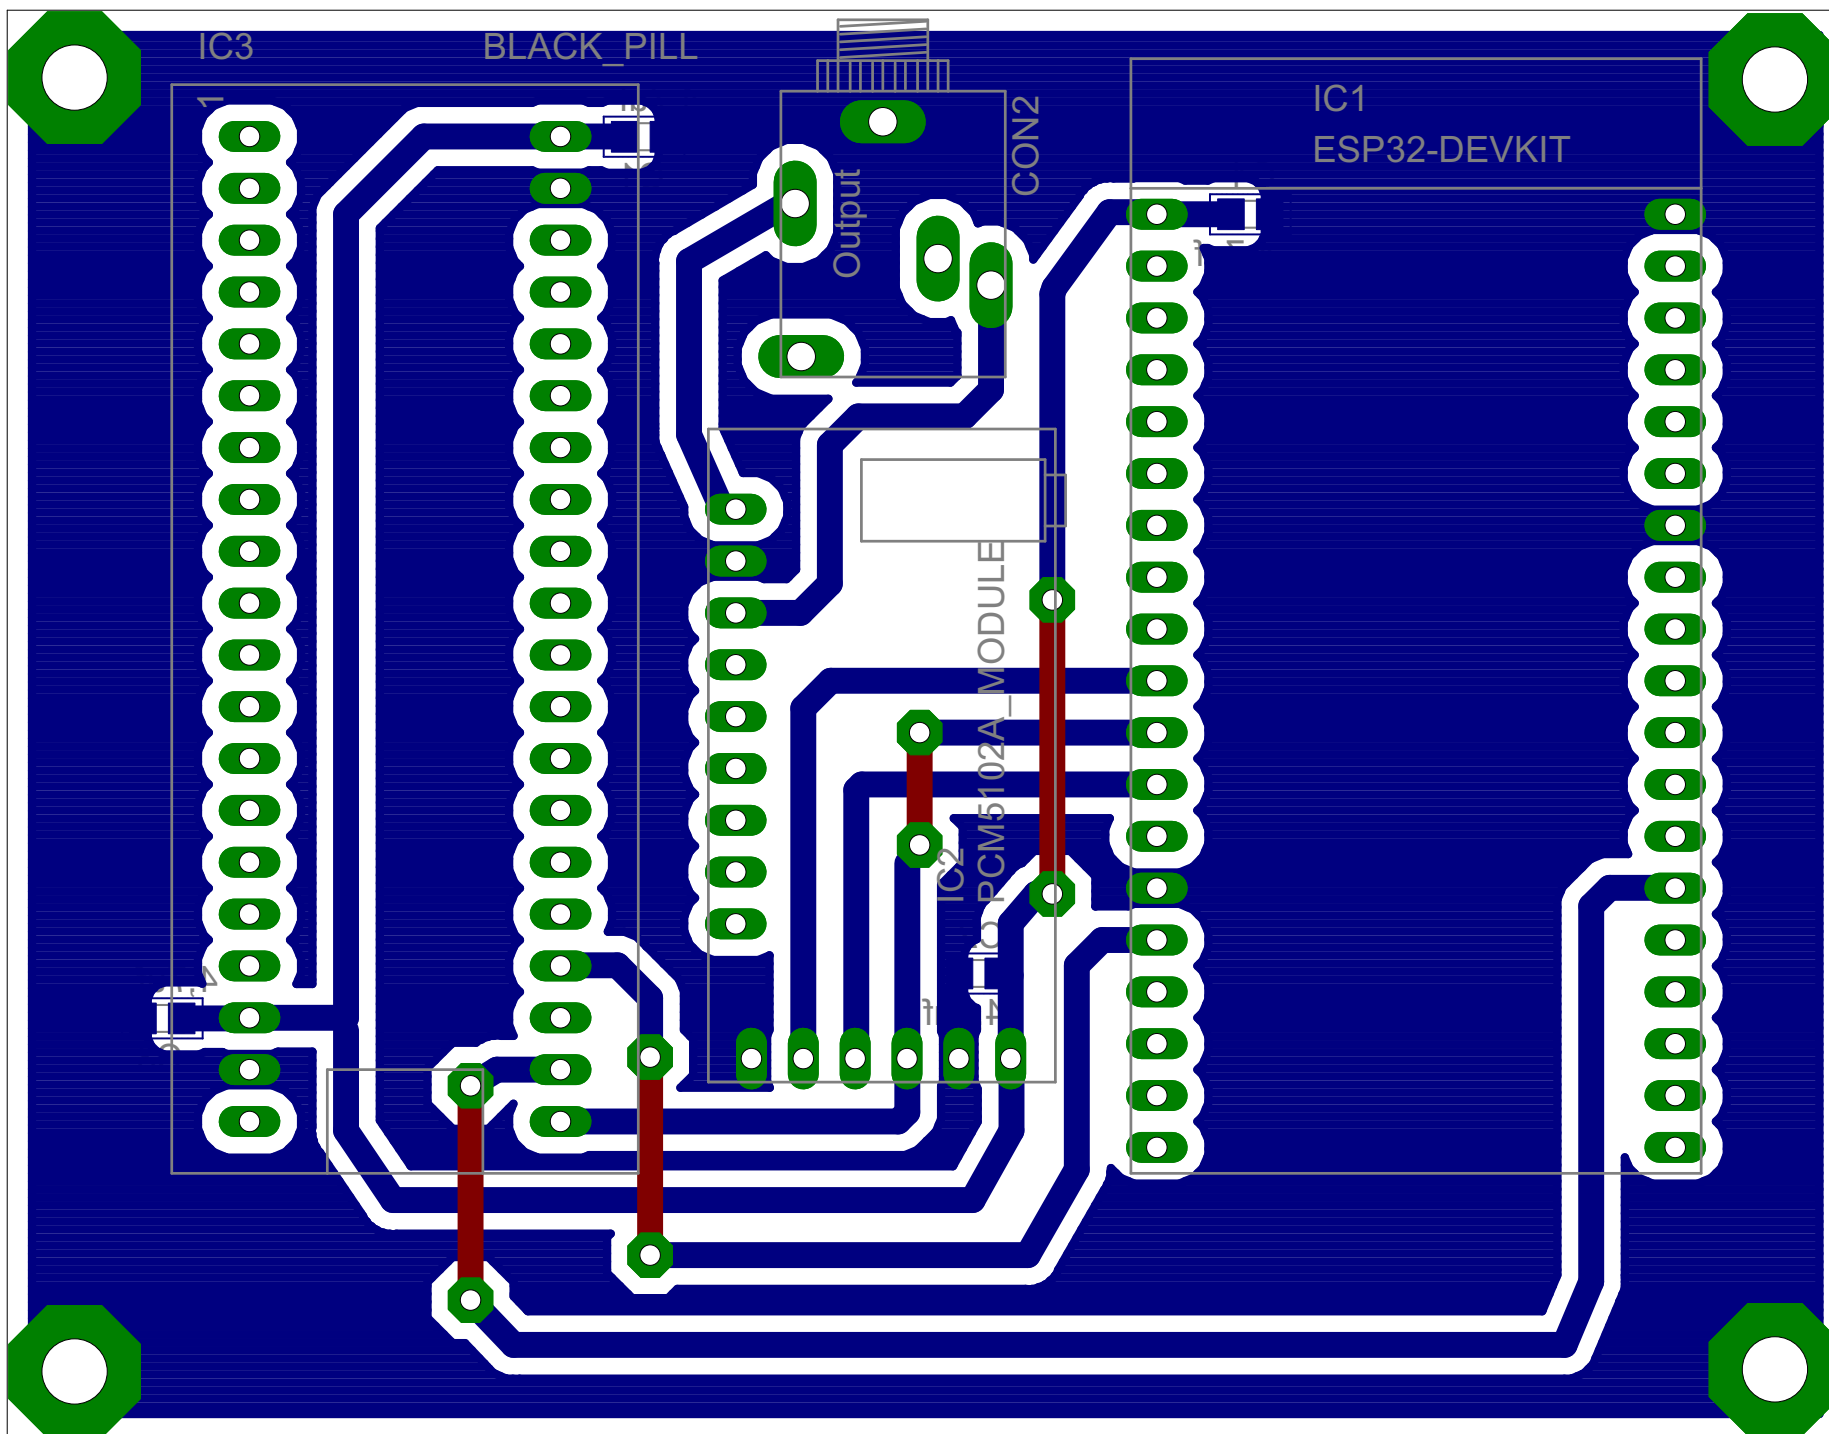 IC3
BLACK_PILL
1
Output
CON2
IC1
ESP32-DEVKIT
IC2
PCM5102A_MODULE